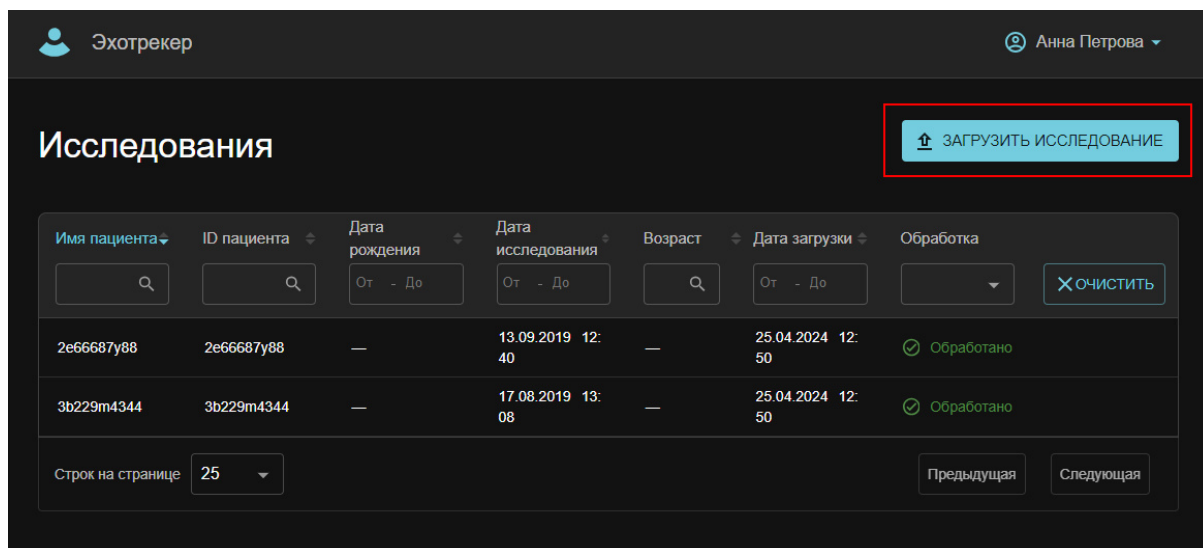 Эхотрекер
Анна Петрова
Исследования
ЗАГРУЗИТЬ ИССЛЕДОВАНИЕ
Имя пациента
ID пациента
Дата
рождения
Дата
исследования
Возраст
Дата загрузки
Обработка
От - До
От - До
От - До
ОЧИСТИТЬ
2e66687y88 2e66687y88 — 13.09.2019 12: — 25.04.2024 12: Обработано
40 50
3b229m4344 3b229m4344 — 17.08.2019 13: — 25.04.2024 12: Обработано
08 50
Строк на странице 25 Предыдущая Следующая